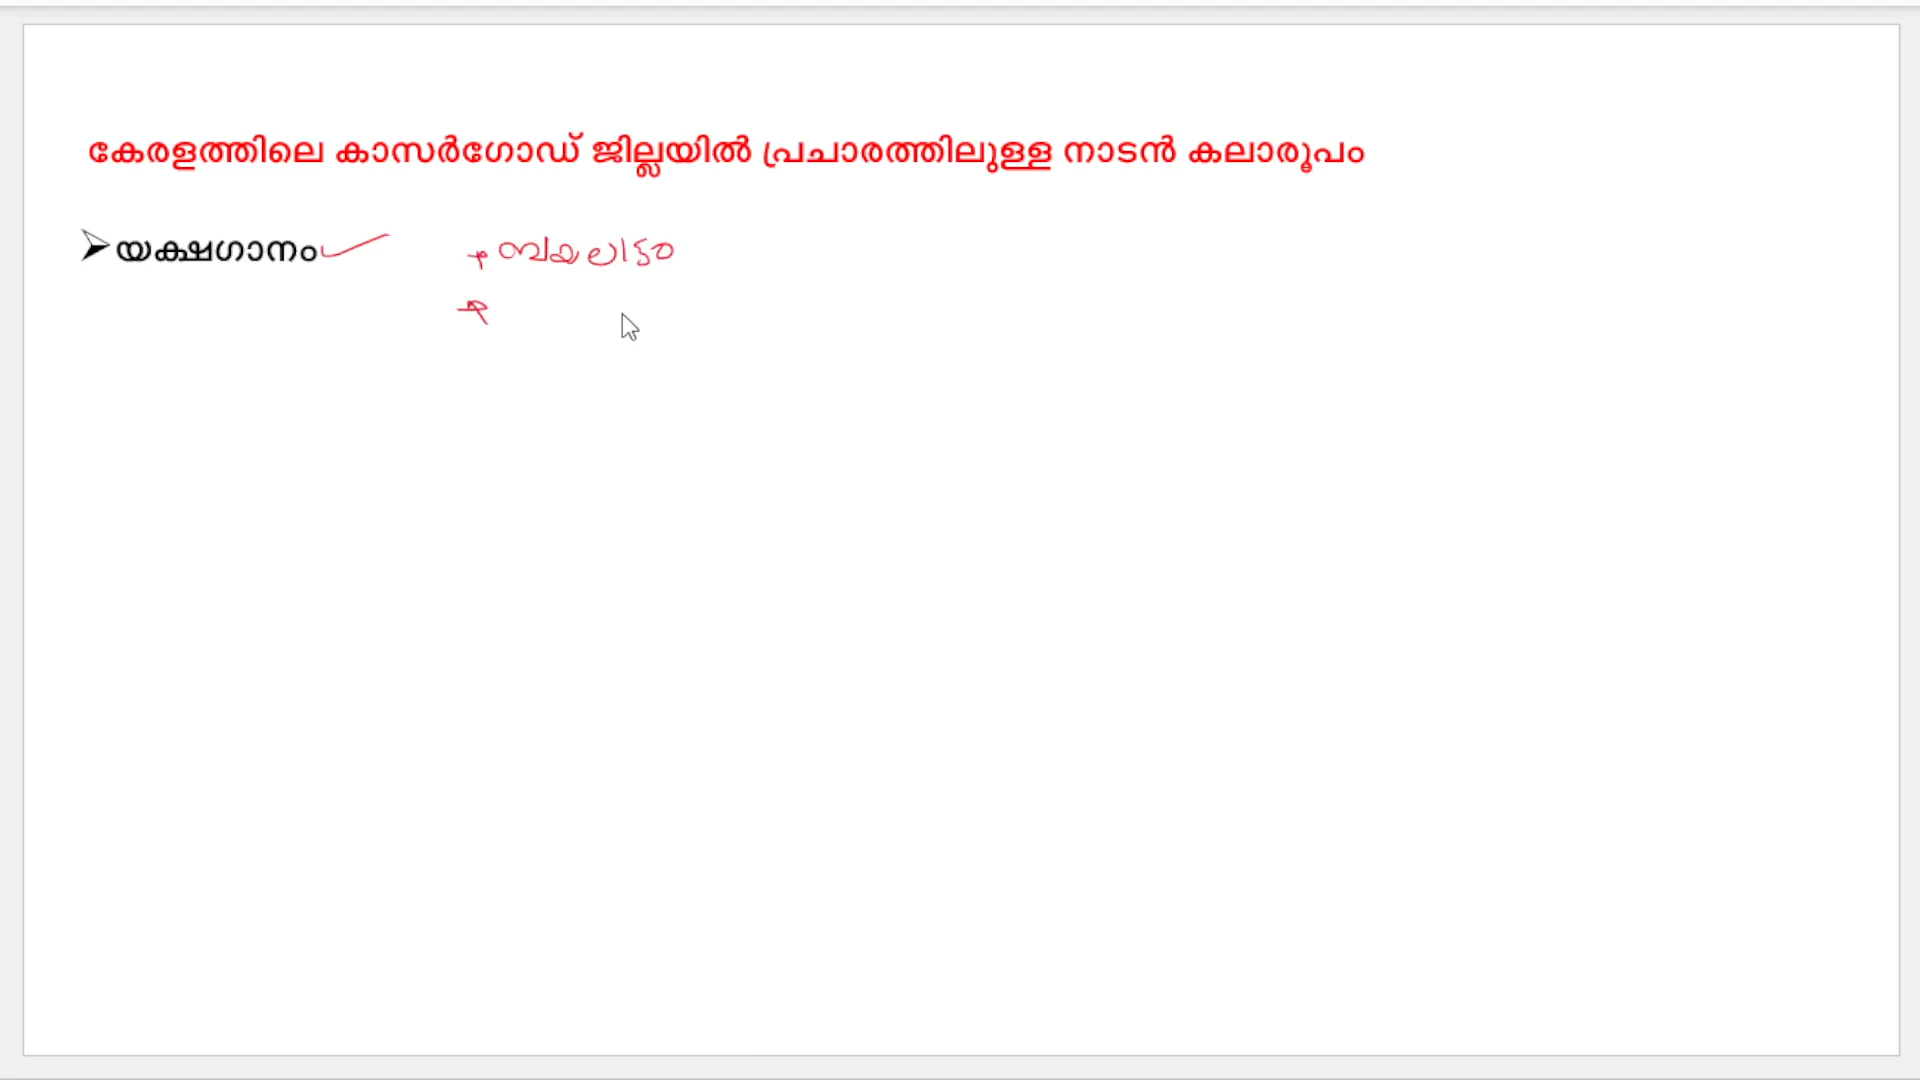 കേരളത്തിലെ കാസർഗോഡ് ജില്ലയിൽ പ്രചാരത്തിലുള്ള നാടൻ കലാരൂപം
യക്ഷഗാനം ബയലാട്ടം